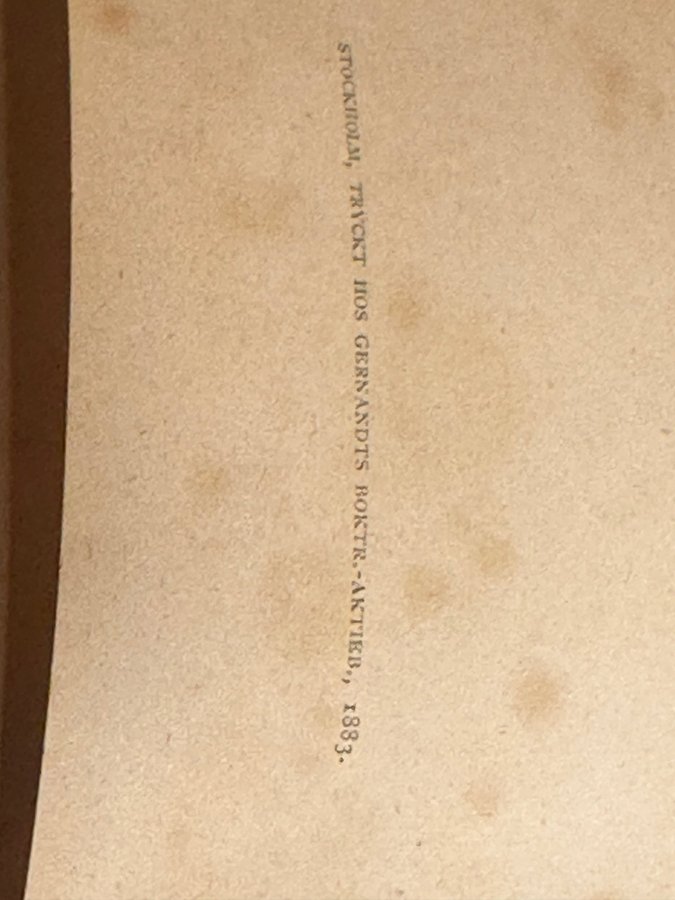 STOCKHOLM, TRYCKT HOS GERNANDTS BOKTR.-AKTIEB., 1883.